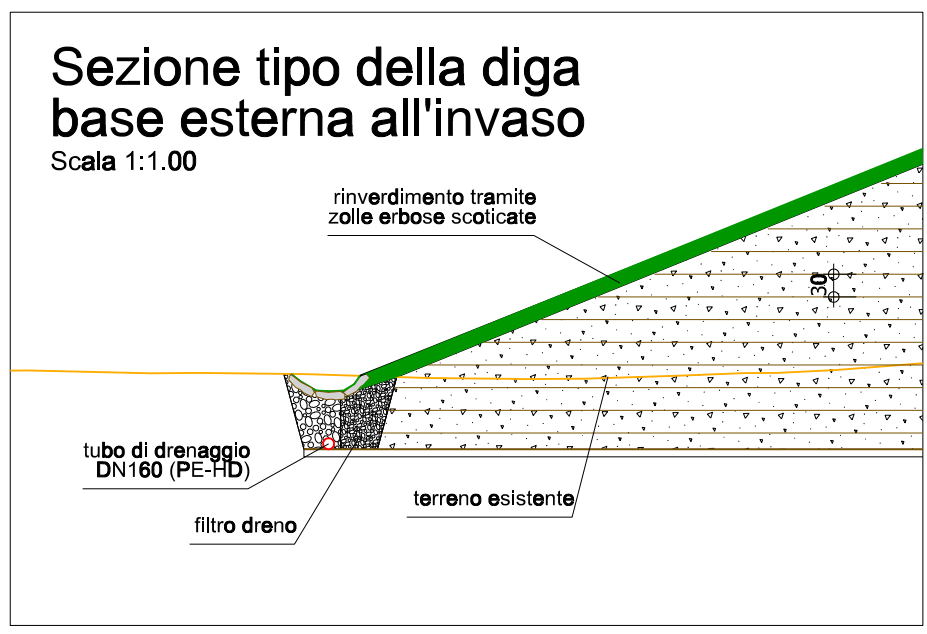 Sezione tipo della diga
base esterna all'invaso
Scala 1:1.00
rinverdimento tramite
zolle erbose scoticate
30
tubo di drenaggio
DN160 (PE-HD)
terreno esistente
filtro dreno